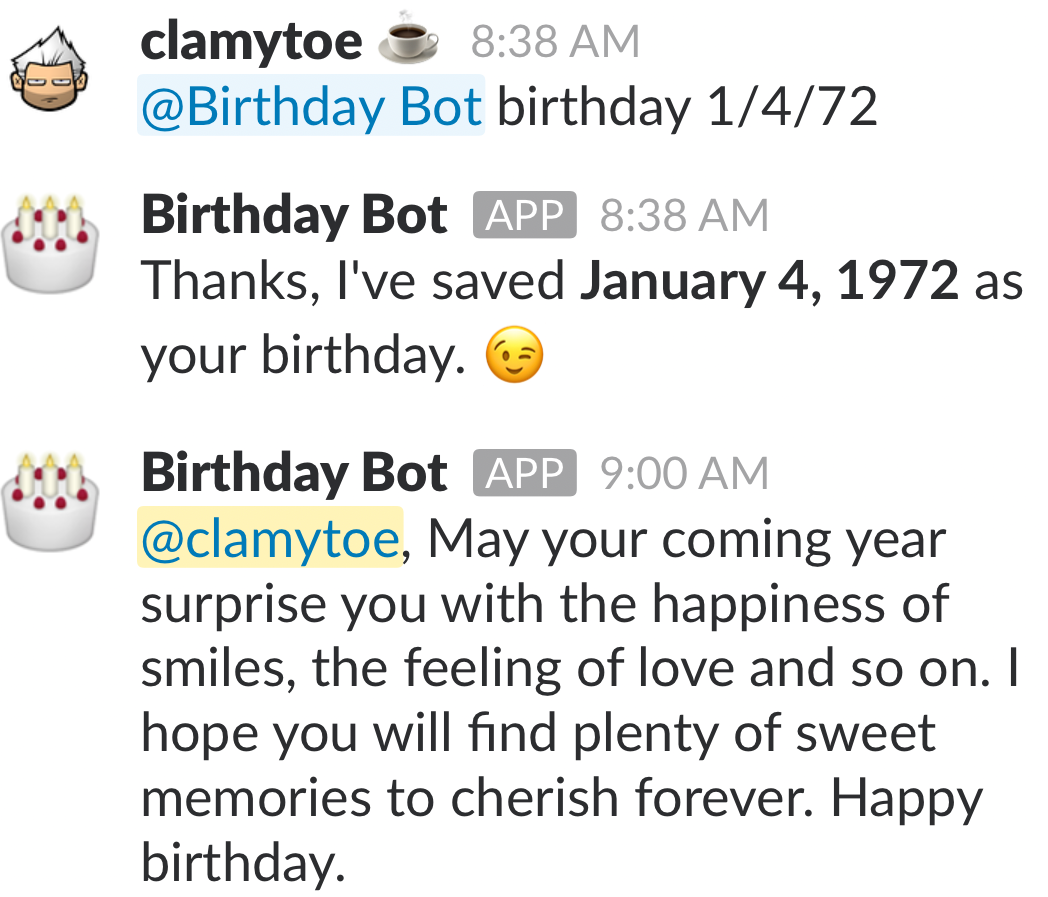 clamytoe 8:38 AM
@Birthday Bot birthday 1/4/72
Birthday Bot APP 8:38 AM
Thanks, I've saved January 4, 1972 as
your birthday. 😉
Birthday Bot APP 9:00 AM
@clamytoe, May your coming year
surprise you with the happiness of
smiles, the feeling of love and so on. I
hope you will find plenty of sweet
memories to cherish forever. Happy
birthday.